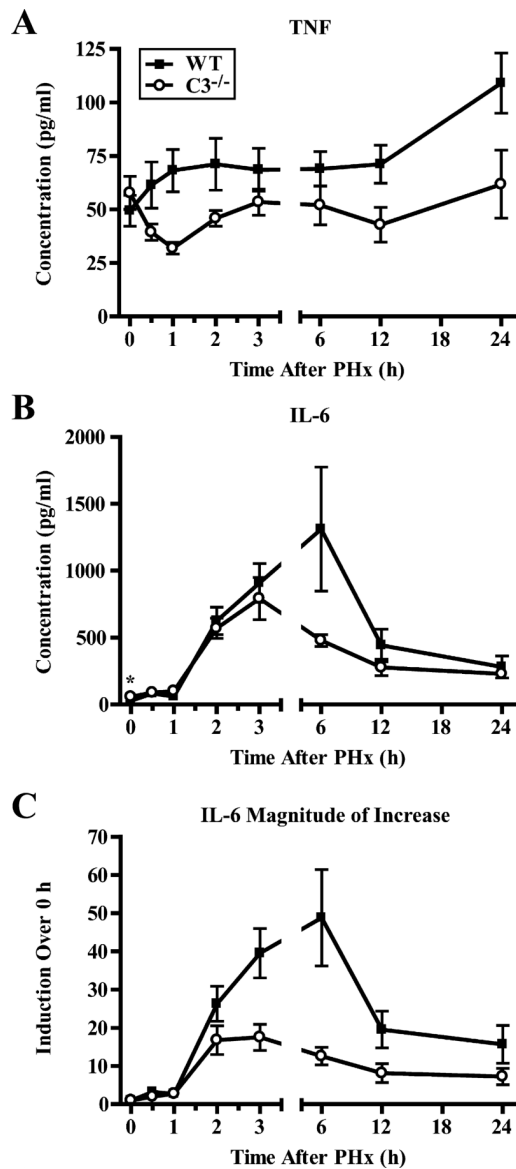 A
TNF
WT
C3-/-
Concentration (pg/ml)
125
100
75
50
25
0
0 1 2 3 6 12 18 24
Time After PHx (h)
B
IL-6
Concentration (pg/ml)
2000
1500
1000
500
0
*
0 1 2 3 6 12 18 24
Time After PHx (h)
C
IL-6 Magnitude of Increase
Induction Over 0 h
70
60
50
40
30
20
10
0
0 1 2 3 6 12 18 24
Time After PHx (h)